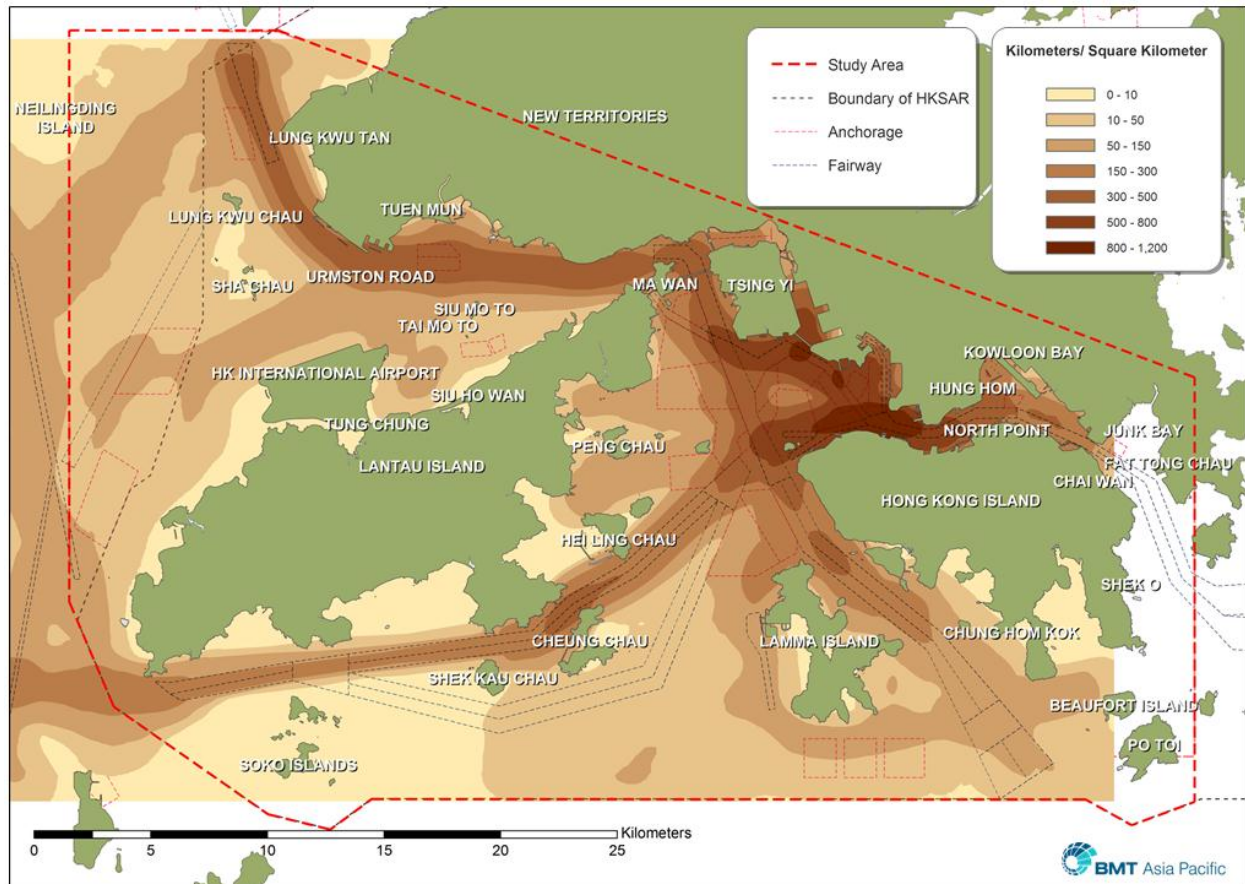 Kilometers/ Square Kilometer
0 - 10
10 - 50
50 - 150
150 - 300
300 - 500
500 - 800
800 - 1,200
Study Area
Boundary of HKSAR
Anchorage
Fairway
NEILINGDING
ISLAND
NEW TERRITORIES
LUNG KWU TAN
LUNG KWU CHAU
TUEN MUN
URMSTON ROAD
SHA CHAU
MA WAN
TSING YI
SIU MO TO
TAI MO TO
HK INTERNATIONAL AIRPORT
SIU HO WAN
TUNG CHUNG
LANTAU ISLAND
PENG CHAU
KOWLOON BAY
HUNG HOM
NORTH POINT
JUNK BAY
FAT TONG CHAU
CHAI WAN
HONG KONG ISLAND
HEI LING CHAU
SHEK O
CHEUNG CHAU
LAMMA ISLAND
CHUNG HOM KOK
SHEK KAU CHAU
BEAUFORT ISLAND
PO TOI
SOKO ISLANDS
Kilometers
0 5 10 15 20 25
BMT Asia Pacific